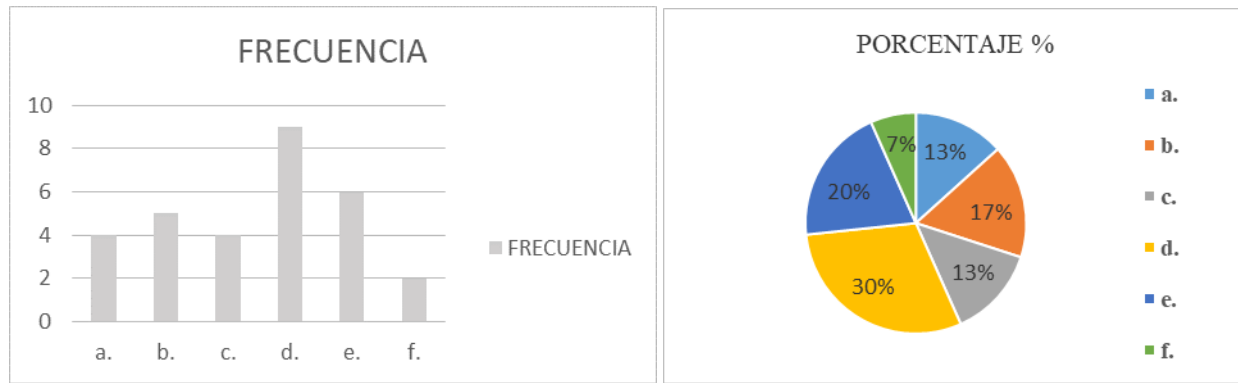 FRECUENCIA
10
8
6
4
2
0
a.
b.
c.
d.
e.
f.
FRECUENCIA
PORCENTAJE %
7%
13%
20%
17%
30%
13%
a.
b.
c.
d.
e.
f.